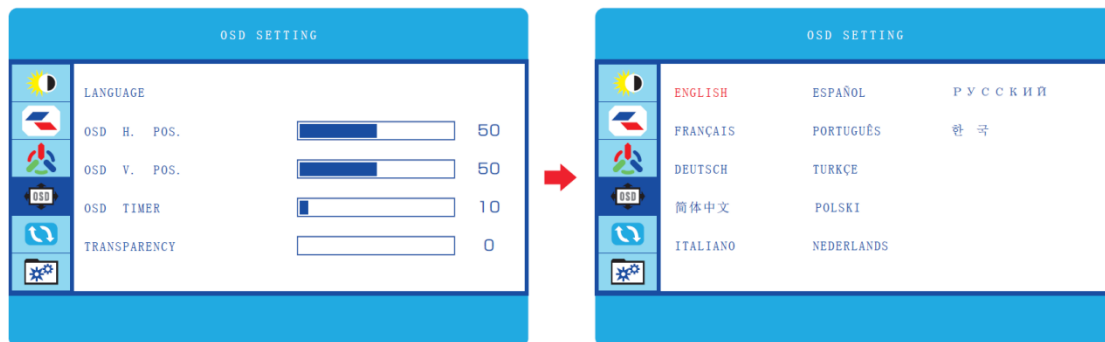 OSD SETTING
LANGUAGE
OSD H. POS. 50
OSD V. POS. 50
OSD TIMER 10
TRANSPARENCY 0
OSD
OSD SETTING
ENGLISH ESPAÑOL РУССКИЙ
FRANÇAIS PORTUGUÊS 한 국
DEUTSCH TURKÇE
简体中文 POLSKI
ITALIANO NEDERLANDS
OSD